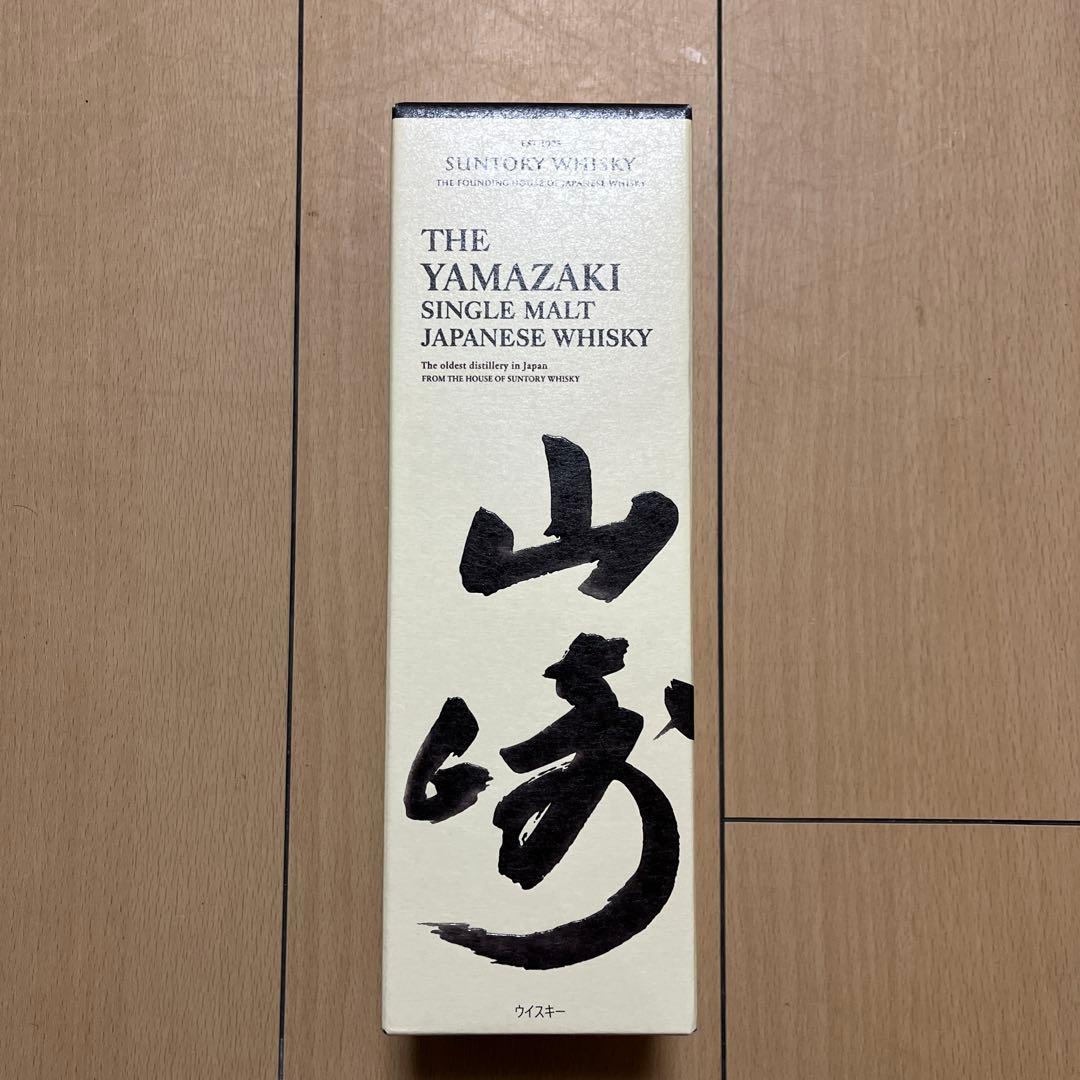 EST. 1923
SUNTORY WHISKY
THE FOUNDING HOUSE OF JAPANESE WHISKY
THE
YAMAZAKI
SINGLE MALT
JAPANESE WHISKY
The oldest distillery in Japan
FROM THE HOUSE OF SUNTORY WHISKY
山
崎
ウイスキー